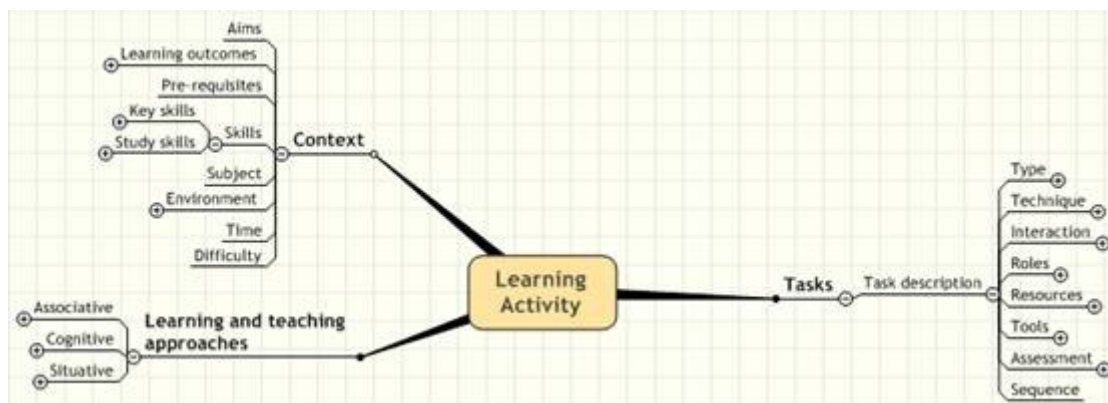 Aims
Learning outcomes
Pre-requisites
Key skills
Skills
Study skills
Context
Subject
Environment
Time
Difficulty
Learning
Activity
Type
Technique
Interaction
Roles
Tasks
Task description
Resources
Tools
Assessment
Sequence
Associative
Learning and teaching
approaches
Cognitive
Situative